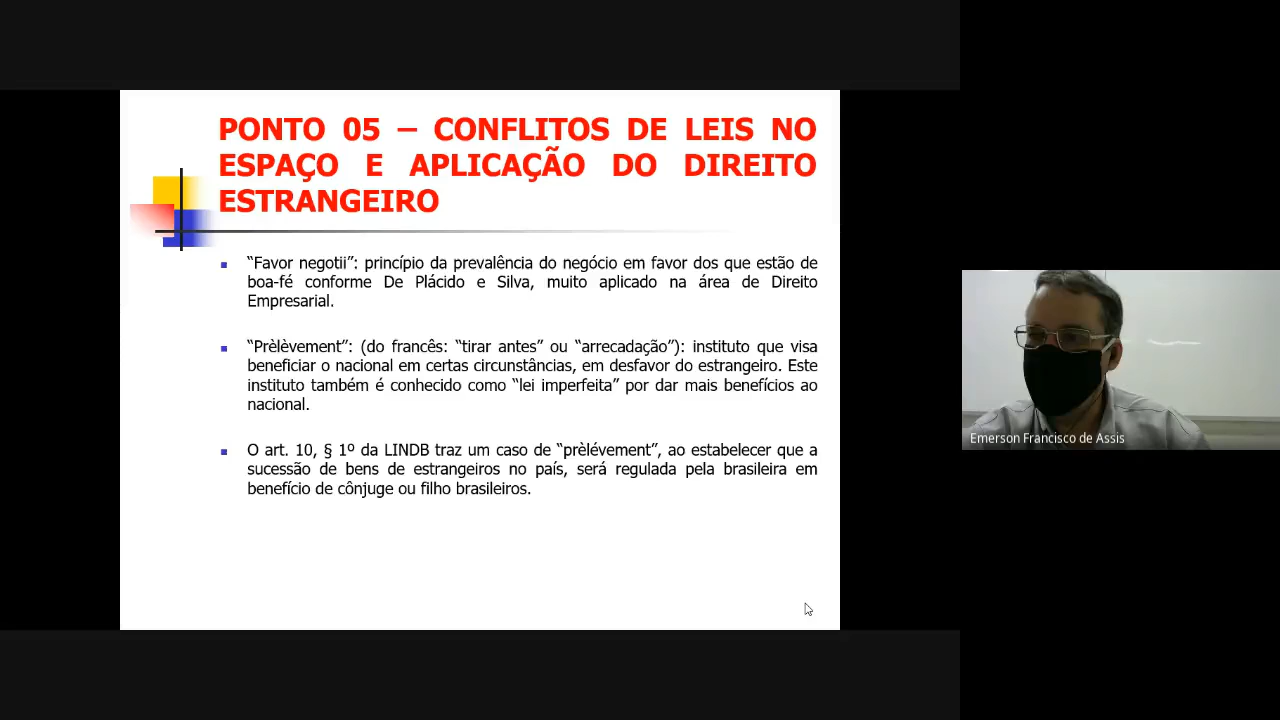 PONTO 05 – CONFLITOS DE LEIS NO
ESPAÇO E APLICAÇÃO DO DIREITO
ESTRANGEIRO
“Favor negotii”: princípio da prevalência do negócio em favor dos que estão de
boa-fé conforme De Plácido e Silva, muito aplicado na área de Direito
Empresarial.
“Prèlèvement”: (do francês: “tirar antes” ou “arrecadação”): instituto que visa
beneficiar o nacional em certas circunstâncias, em desfavor do estrangeiro. Este
instituto também é conhecido como “lei imperfeita” por dar mais benefícios ao
nacional.
O art. 10, § 1º da LINDB traz um caso de “prèlévement”, ao estabelecer que a
sucessão de bens de estrangeiros no país, será regulada pela brasileira em
benefício de cônjuge ou filho brasileiros.
Emerson Francisco de Assis